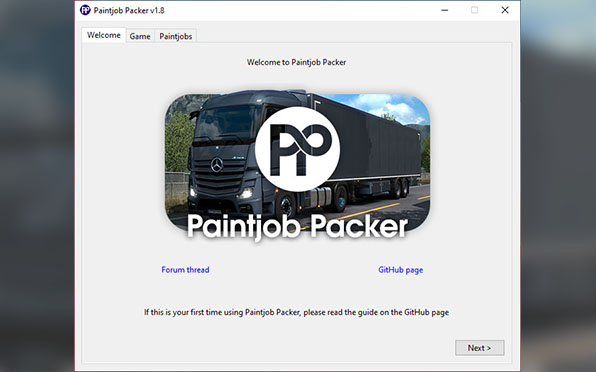 Paintjob Packer v1.8
Welcome Game Paintjobs
Welcome to Paintjob Packer
PP
Paintjob Packer
Forum thread GitHub page
If this is your first time using Paintjob Packer, please read the guide on the GitHub page
Next >